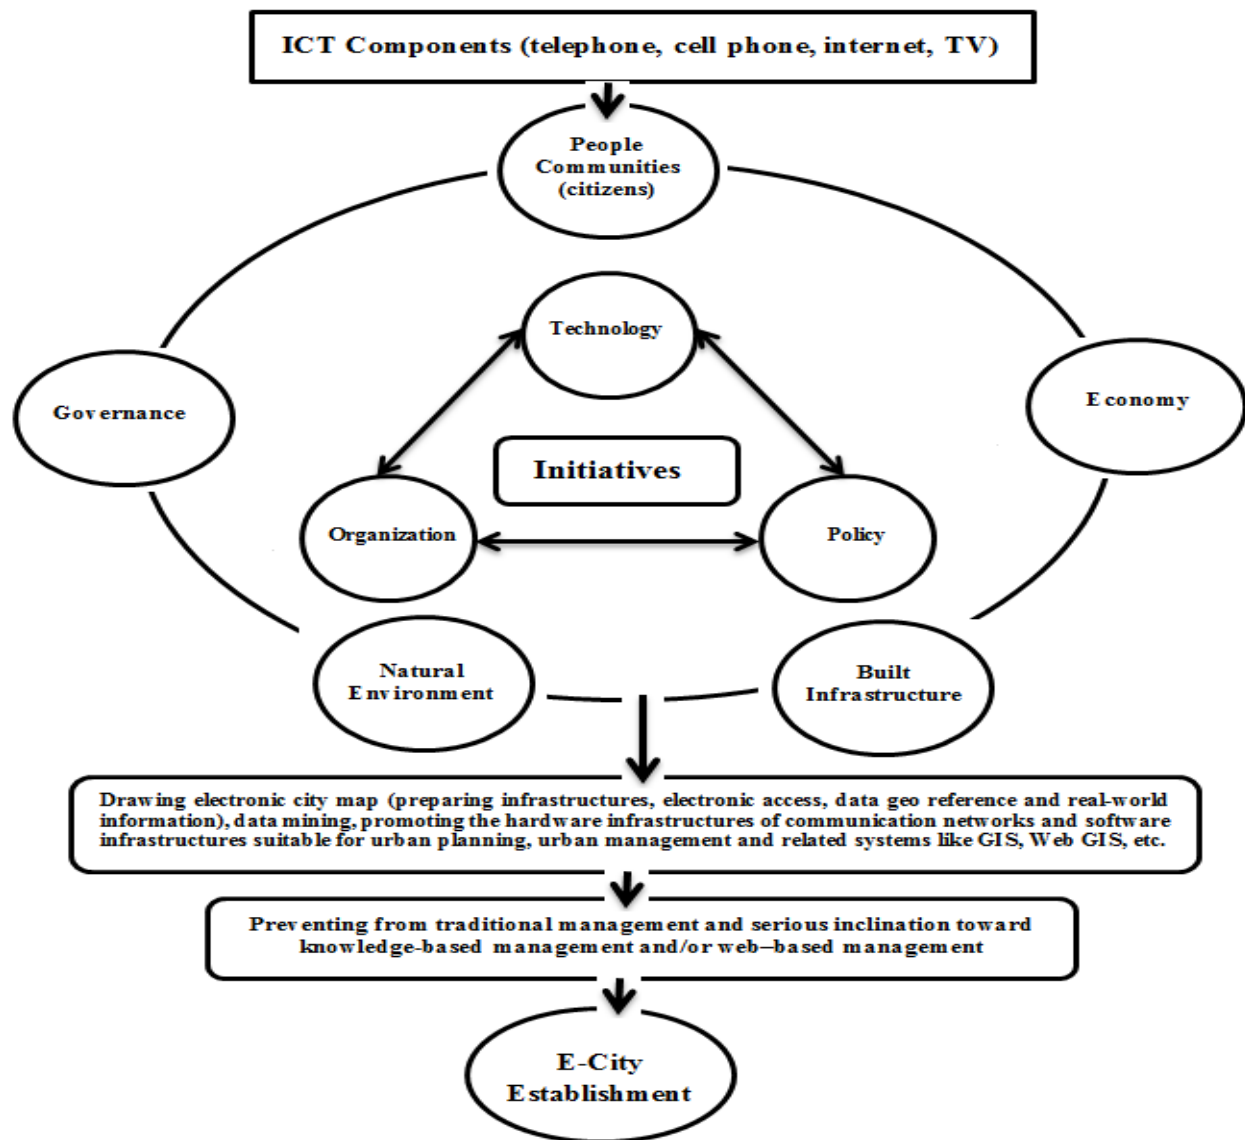 ICT Components (telephone, cell phone, internet, TV)
People
Communities
(citizens)
Technology
Governance
Economy
Initiatives
Organization
Policy
Natural
Environment
Built
Infrastructure
Drawing electronic city map (preparing infrastructures, electronic access, data geo reference and real-world
information), data mining, promoting the hardware infrastructures of communication networks and software
infrastructures suitable for urban planning, urban management and related systems like GIS, Web GIS, etc.
Preventing from traditional management and serious inclination toward
knowledge-based management and/or web–based management
E-City
Establishment